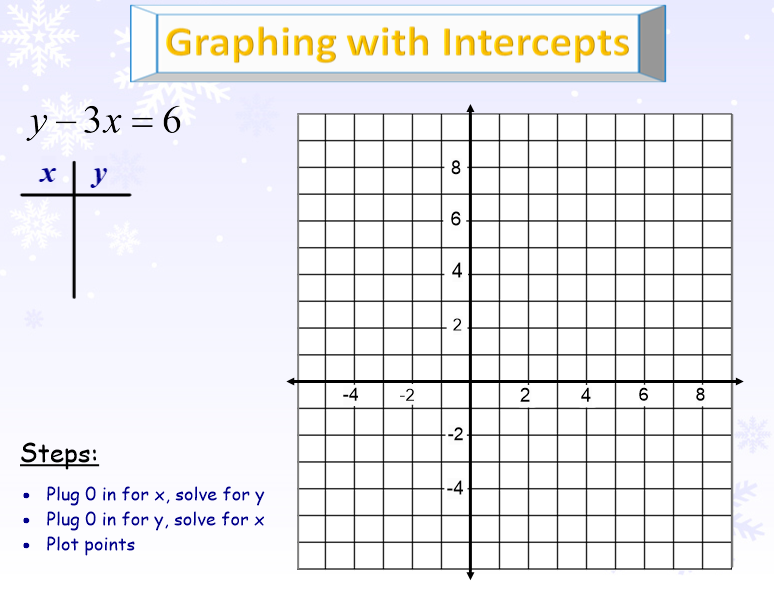 Graphing with Intercepts
y − 3x = 6
x y
8
6
4
2
-4 -2 2 4 6 8
-2
-4
Steps:
• Plug 0 in for x, solve for y
• Plug 0 in for y, solve for x
• Plot points